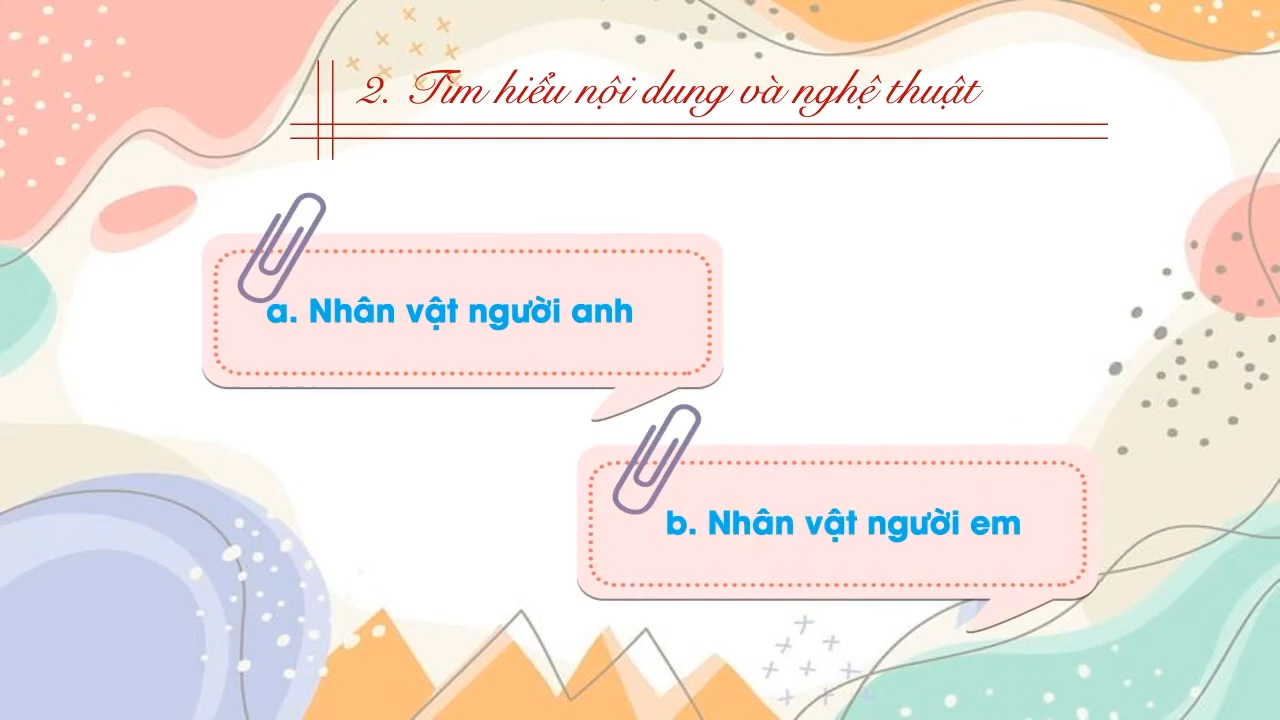 2. Tìm hiểu nội dung và nghệ thuật
a. Nhân vật người anh
b. Nhân vật người em